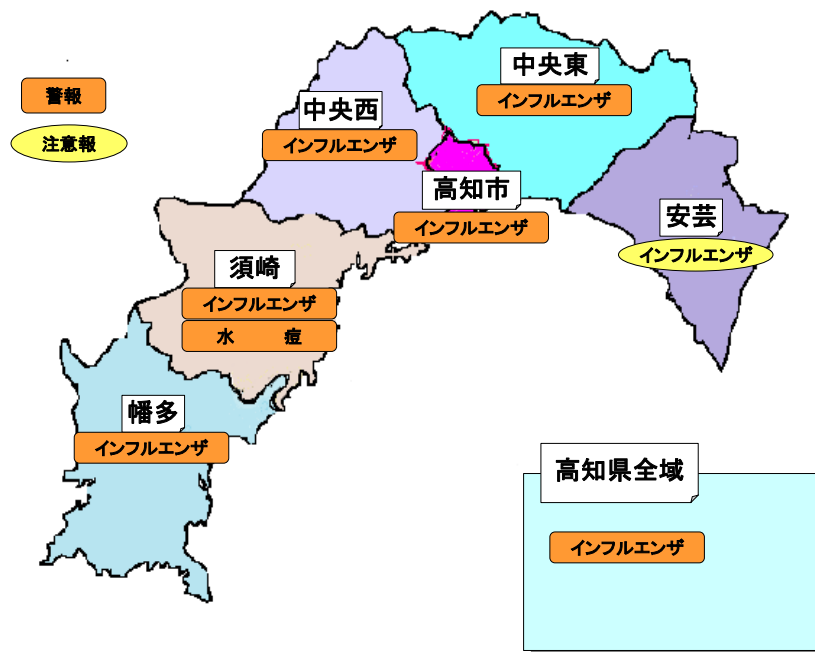 中央東
インフルエンザ
警報
中央西
インフルエンザ
注意報
高知市
インフルエンザ
安芸
インフルエンザ
須崎
インフルエンザ
水　　痘
幡多
インフルエンザ
高知県全域
インフルエンザ